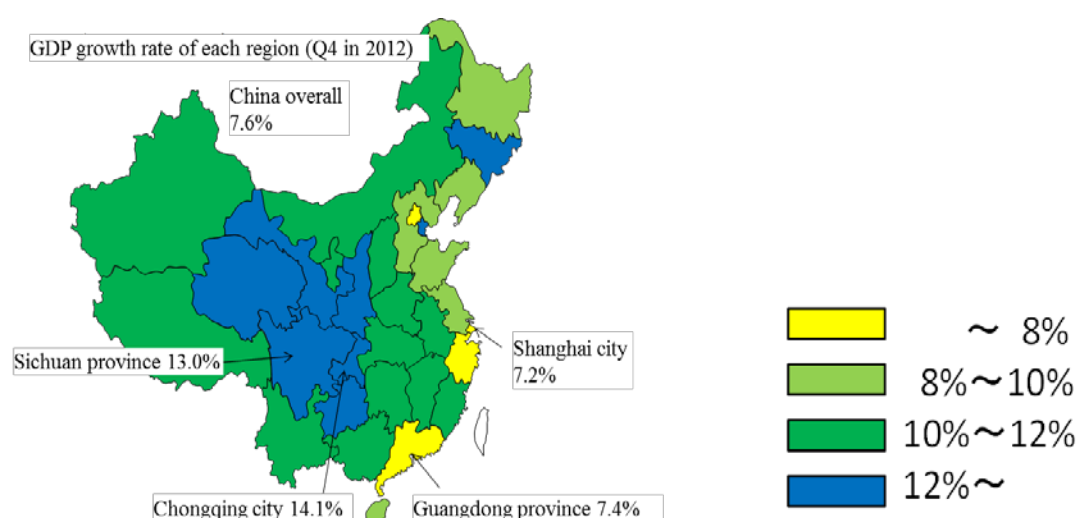 GDP growth rate of each region (Q4 in 2012)
China overall
7.6%
Sichuan province 13.0%
Shanghai city
7.2%
Chongqing city 14.1%
Guangdong province 7.4%
～ 8%
8%～10%
10%～12%
12%～